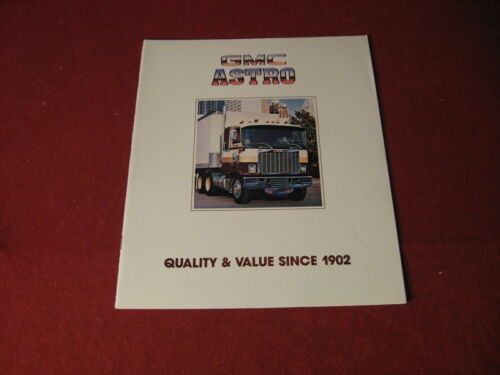 GMC
ASTRO
QUALITY & VALUE SINCE 1902